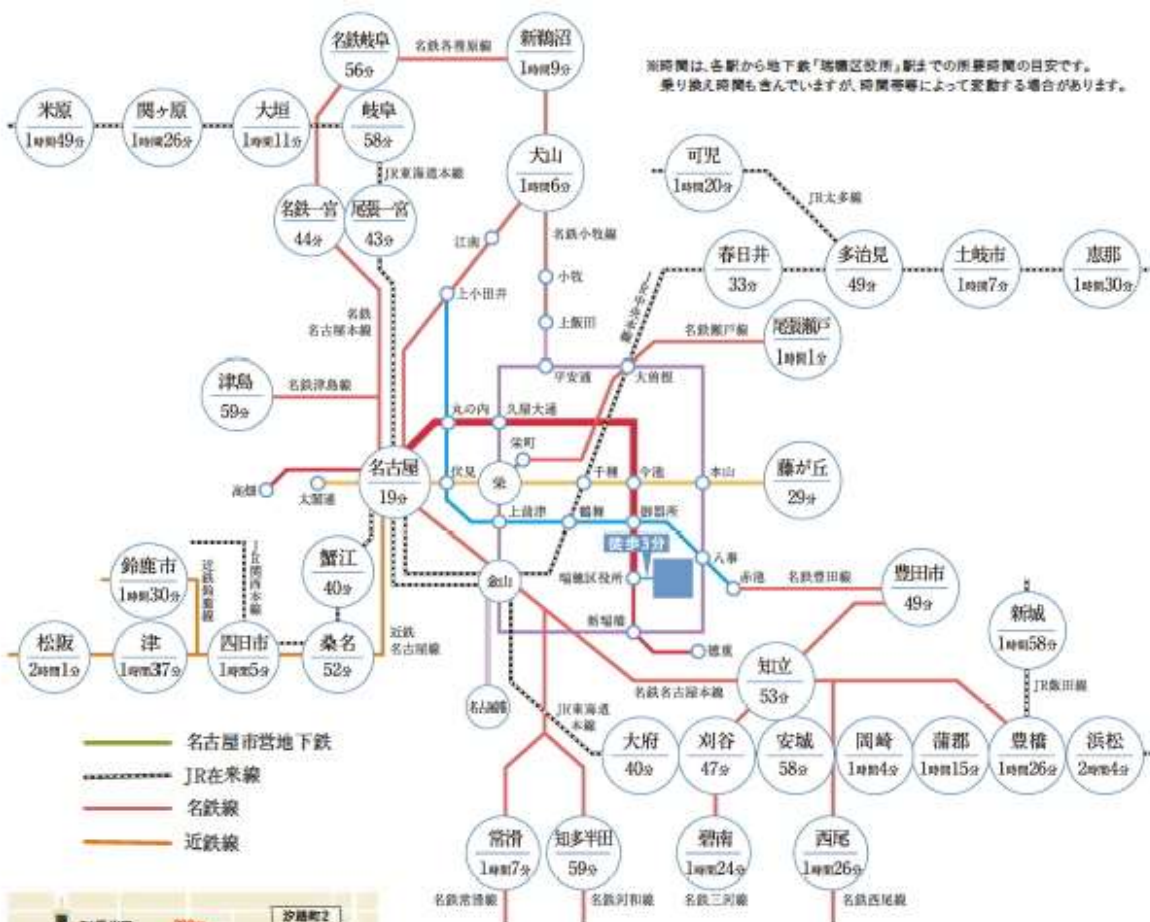 名鉄岐阜
56分
名鉄各務原線
新鵜沼
1時間9分
※時間は、各駅から地下鉄「瑞穂区役所」駅までの所要時間の目安です。
乗り換え時間も含んでいますが、時間帯等によって変動する場合があります。
米原
1時間49分
関ヶ原
1時間26分
大垣
1時間11分
岐阜
58分
JR東海道本線
犬山
1時間6分
可児
1時間20分
JR太多線
名鉄一宮
44分
尾張一宮
43分
江南
名鉄小牧線
小牧
上小田井
上飯田
春日井
33分
多治見
49分
土岐市
1時間7分
恵那
1時間30分
名鉄
名古屋本線
名鉄瀬戸線
尾張瀬戸
1時間1分
津島
59分
名鉄津島線
平安通
大曽根
丸の内
久屋大通
栄町
名古屋
19分
高畑
太閤通
伏見
栄
千種
今池
本山
藤が丘
29分
上前津
鶴舞
御器所
徒歩3分
八事
鈴鹿市
1時間30分
近鉄鈴鹿線
JR関西本線
蟹江
40分
金山
瑞穂区役所
赤池
名鉄豊田線
豊田市
49分
新城
1時間58分
松阪
2時間1分
津
1時間37分
四日市
1時間5分
桑名
52分
近鉄
名古屋線
新瑞橋
徳重
名古屋港
JR東海道
本線
名鉄名古屋本線
知立
53分
JR飯田線
大府
40分
刈谷
47分
安城
58分
岡崎
1時間4分
蒲郡
1時間15分
豊橋
1時間26分
浜松
2時間4分
名古屋市営地下鉄
JR在来線
名鉄線
近鉄線
常滑
1時間7分
知多半田
59分
碧南
1時間24分
西尾
1時間26分
名鉄常滑線
名鉄河和線
名鉄三河線
名鉄西尾線
汐路町2